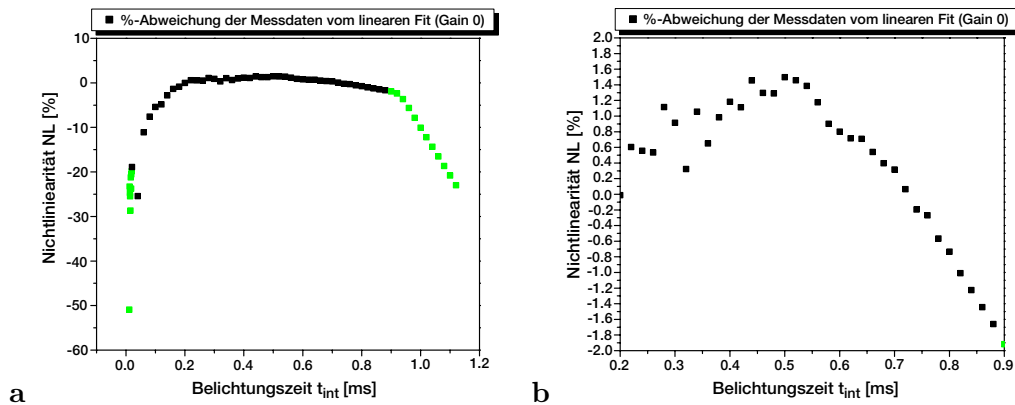 %-Abweichung der Messdaten vom linearen Fit (Gain 0)
10
0
-10
-20
-30
-40
-50
-60
Nichtliniearität NL [%]
0.0 0.2 0.4 0.6 0.8 1.0 1.2
Belichtungszeit t_int [ms]
a
%-Abweichung der Messdaten vom linearen Fit (Gain 0)
2.0
1.8
1.6
1.4
1.2
1.0
0.8
0.6
0.4
0.2
0.0
-0.2
-0.4
-0.6
-0.8
-1.0
-1.2
-1.4
-1.6
-1.8
-2.0
Nichtlinearität NL [%]
0.2 0.3 0.4 0.5 0.6 0.7 0.8 0.9
Belichtungszeit t_int [ms]
b